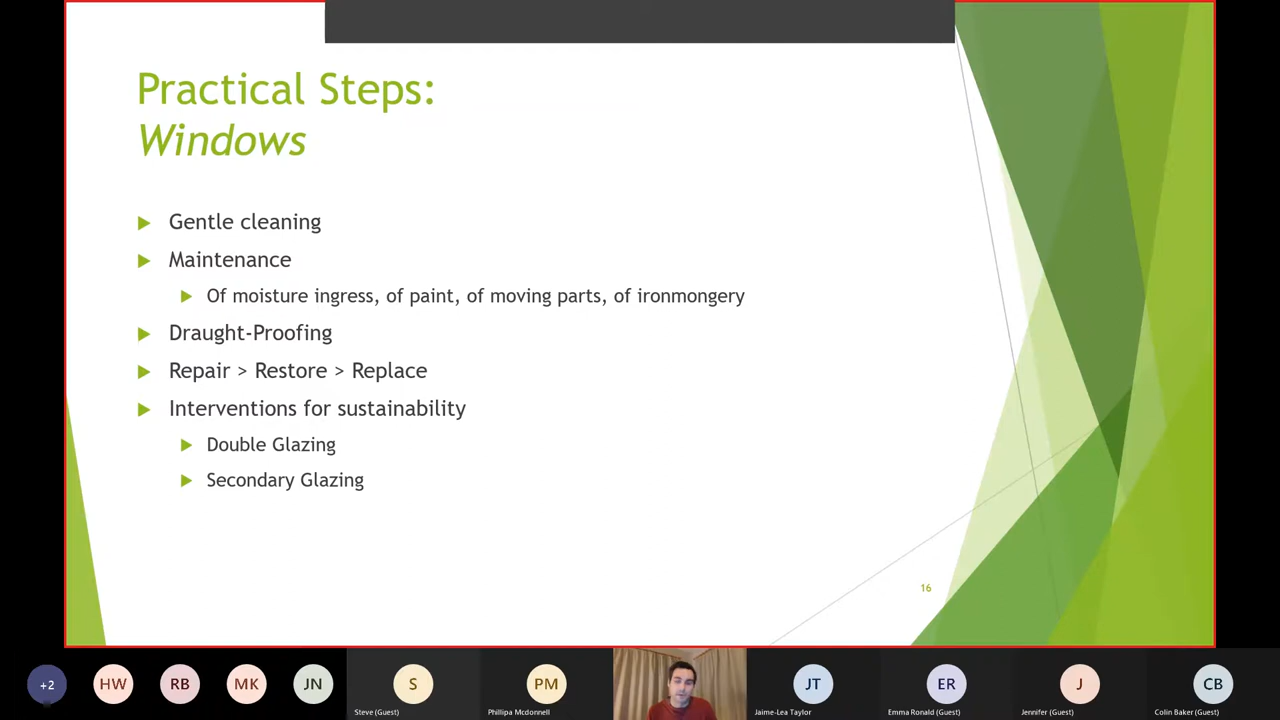 Practical Steps:
Windows
Gentle cleaning
Maintenance
Of moisture ingress, of paint, of moving parts, of ironmongery
Draught-Proofing
Repair > Restore > Replace
Interventions for sustainability
Double Glazing
Secondary Glazing
16
+2
HW
RB
MK
JN
S
Steve (Guest)
PM
Phillipa Mcdonnell
JT
Jaime-Lea Taylor
ER
Emma Ronald (Guest)
J
Jennifer (Guest)
CB
Colin Baker (Guest)